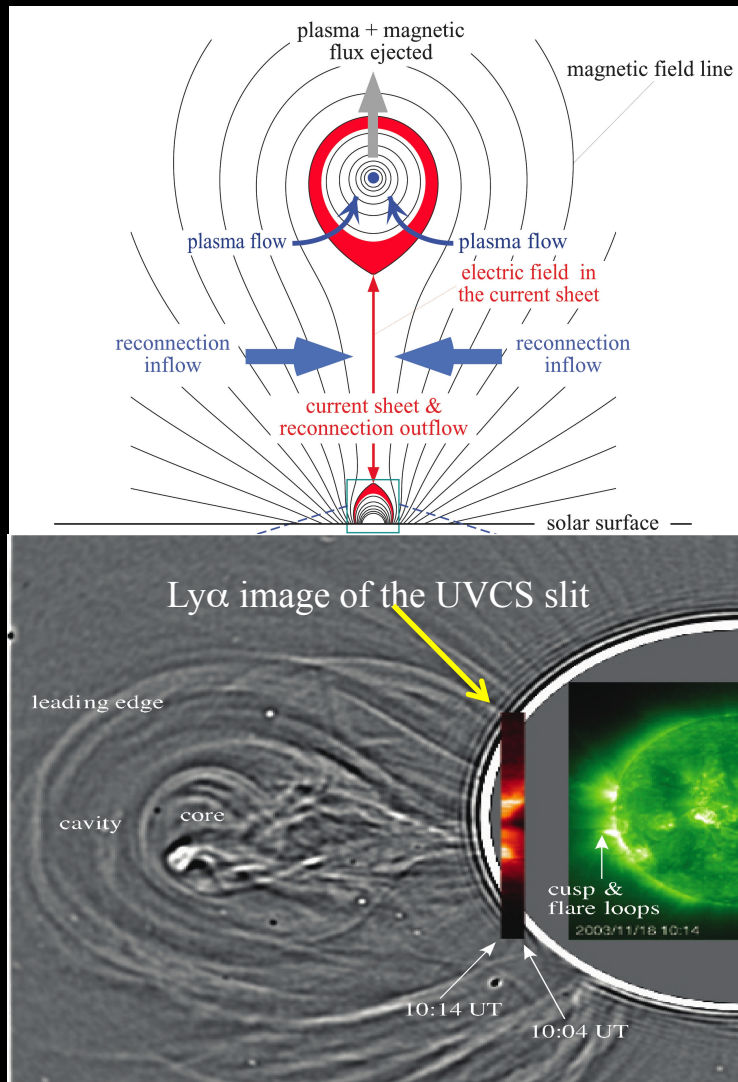 plasma + magnetic
flux ejected
magnetic field line
plasma flow
plasma flow
electric field in
the current sheet
reconnection
inflow
reconnection
inflow
current sheet &
reconnection outflow
solar surface
Lyα image of the UVCS slit
leading edge
cavity
core
cusp &
flare loops
2003/11/18 10:14
10:14 UT
10:04 UT